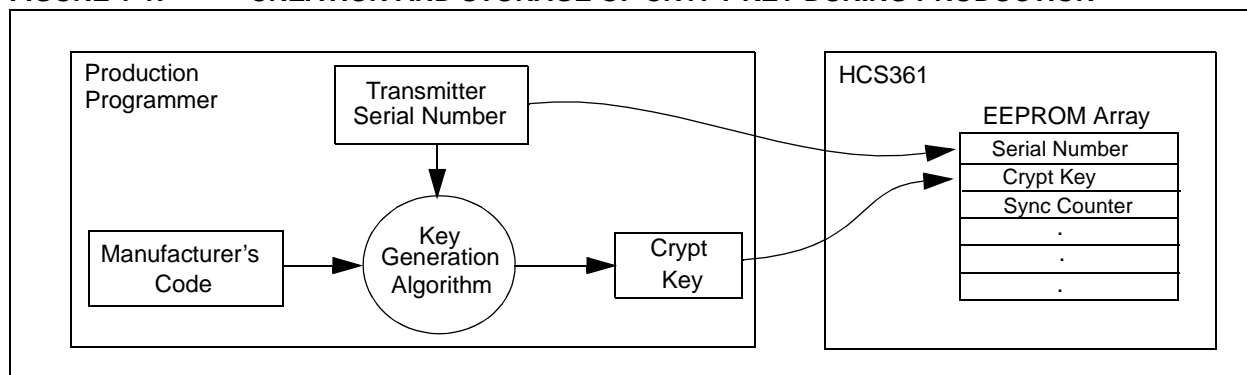 Production
Programmer
Transmitter
Serial Number
Manufacturer's
Code
Key
Generation
Algorithm
Crypt
Key
HCS361
EEPROM Array
Serial Number
Crypt Key
Sync Counter
.
.
.